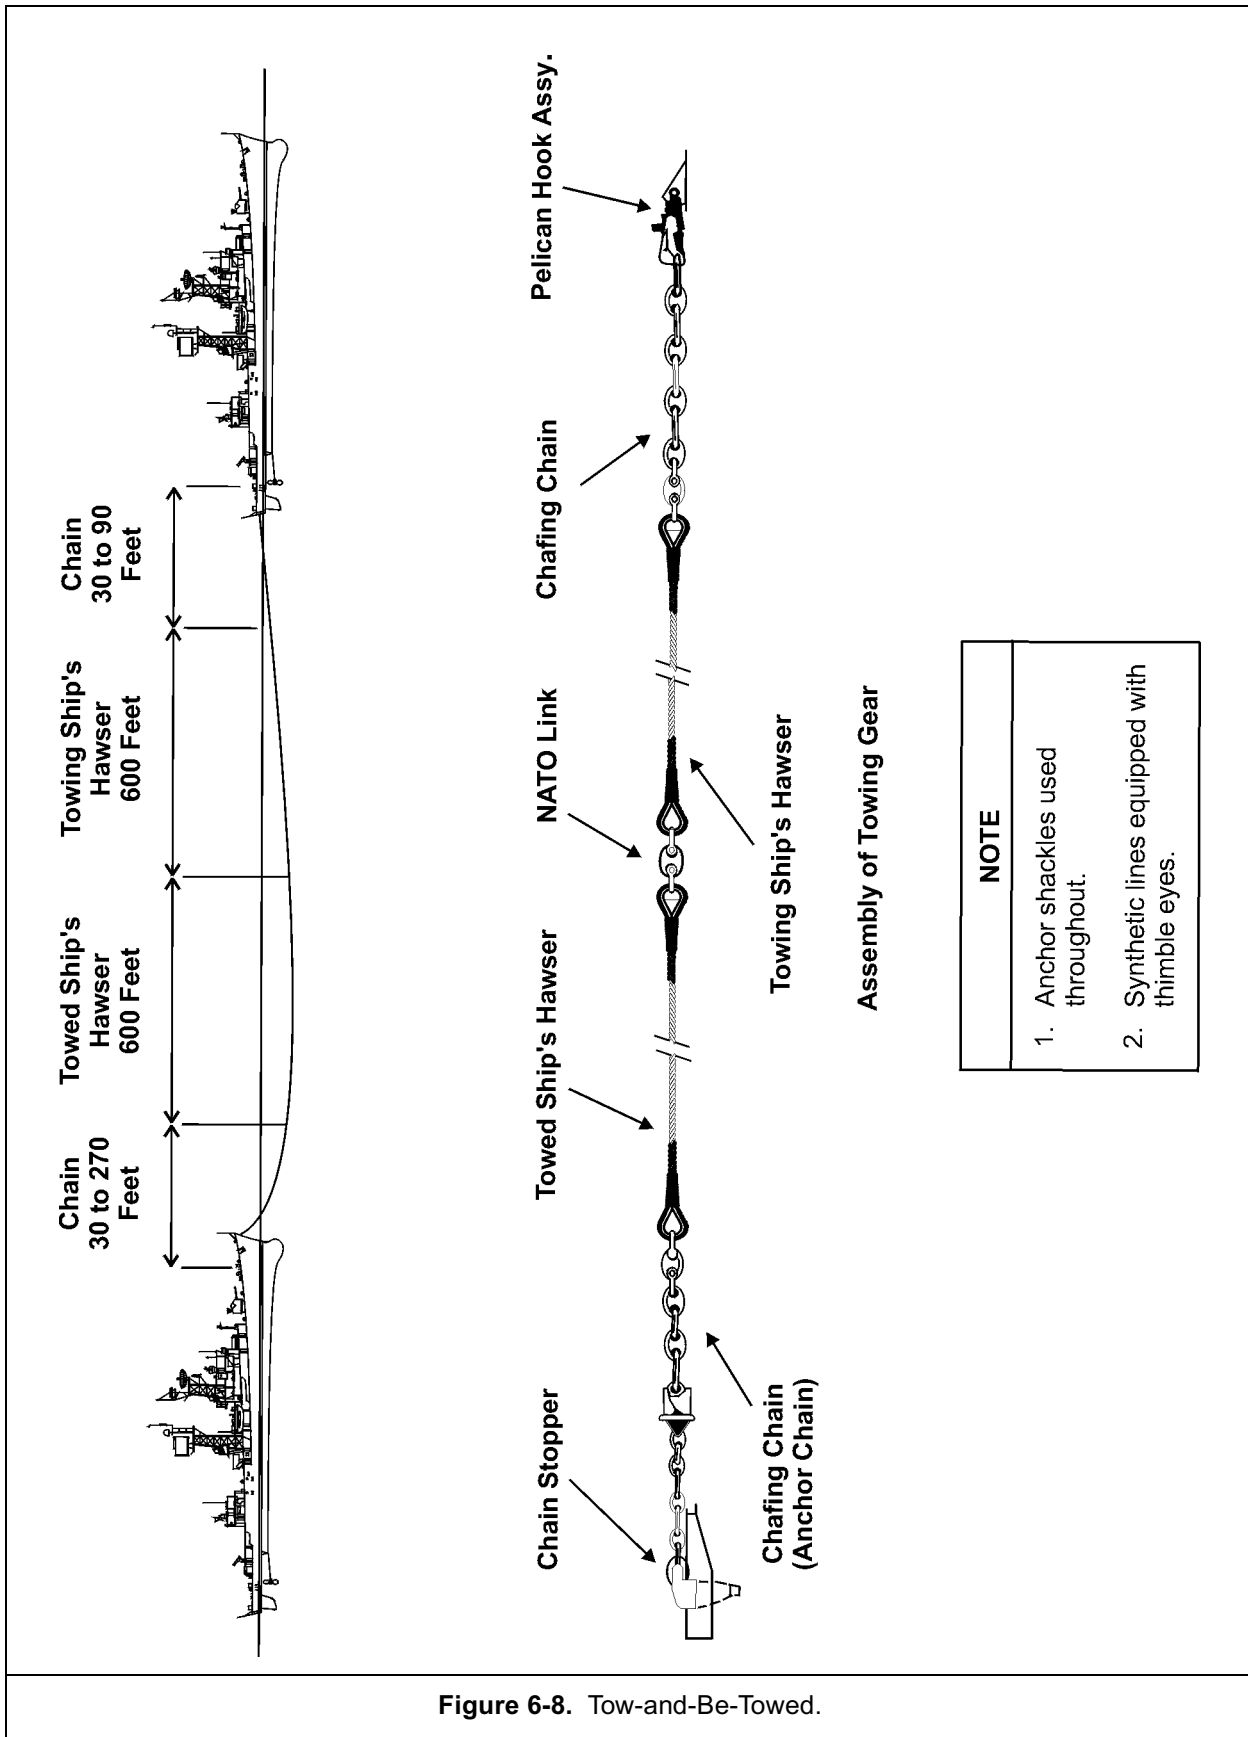 Chain
30 to 270
Feet
Towed Ship's
Hawser
600 Feet
Towing Ship's
Hawser
600 Feet
Chain
30 to 90
Feet
Chain Stopper
Towed Ship's Hawser
NATO Link
Chafing Chain
Pelican Hook Assy.
Chafing Chain
(Anchor Chain)
Towing Ship's Hawser
Assembly of Towing Gear
NOTE
1. Anchor shackles used
throughout.
2. Synthetic lines equipped with
thimble eyes.
Figure 6-8. Tow-and-Be-Towed.